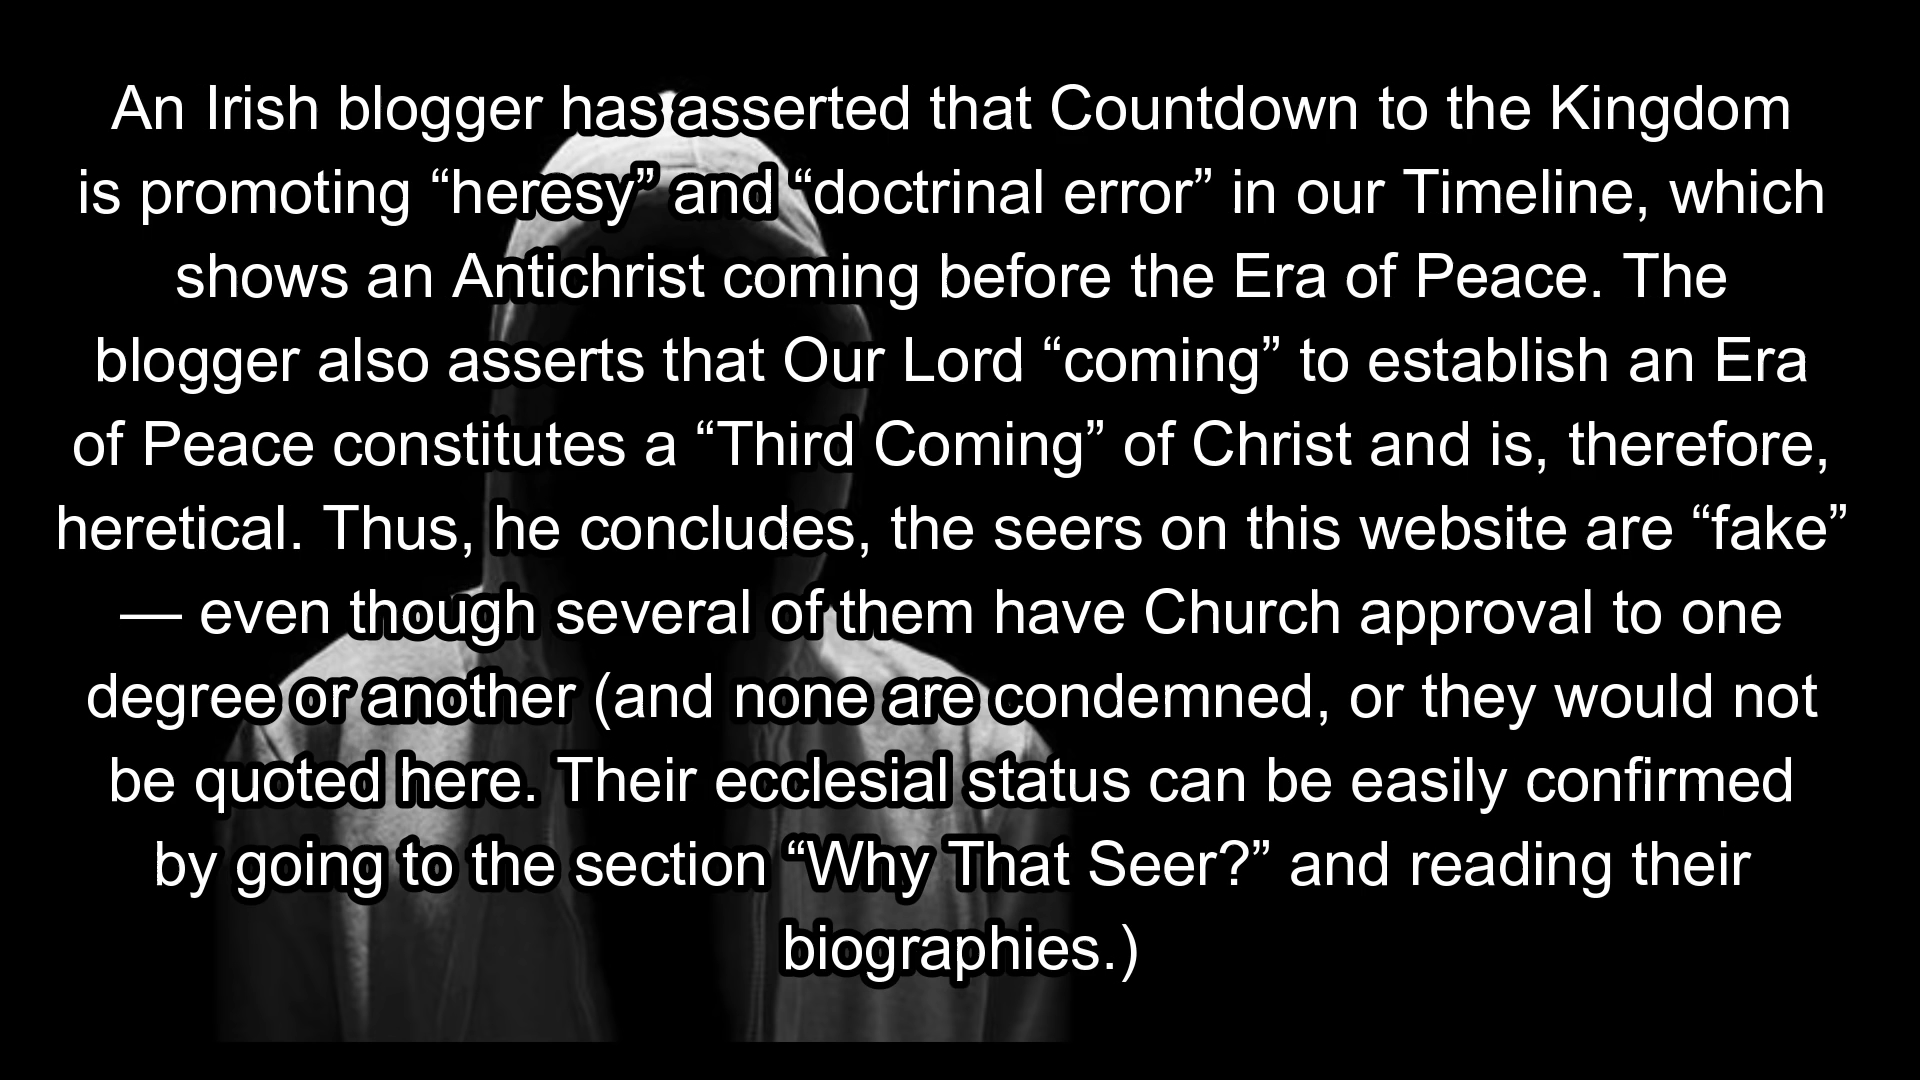 An Irish blogger has asserted that Countdown to the Kingdom
is promoting “heresy” and “doctrinal error” in our Timeline, which
shows an Antichrist coming before the Era of Peace. The
blogger also asserts that Our Lord “coming” to establish an Era
of Peace constitutes a “Third Coming” of Christ and is, therefore,
heretical. Thus, he concludes, the seers on this website are “fake”
— even though several of them have Church approval to one
degree or another (and none are condemned, or they would not
be quoted here. Their ecclesial status can be easily confirmed
by going to the section “Why That Seer?” and reading their
biographies.)